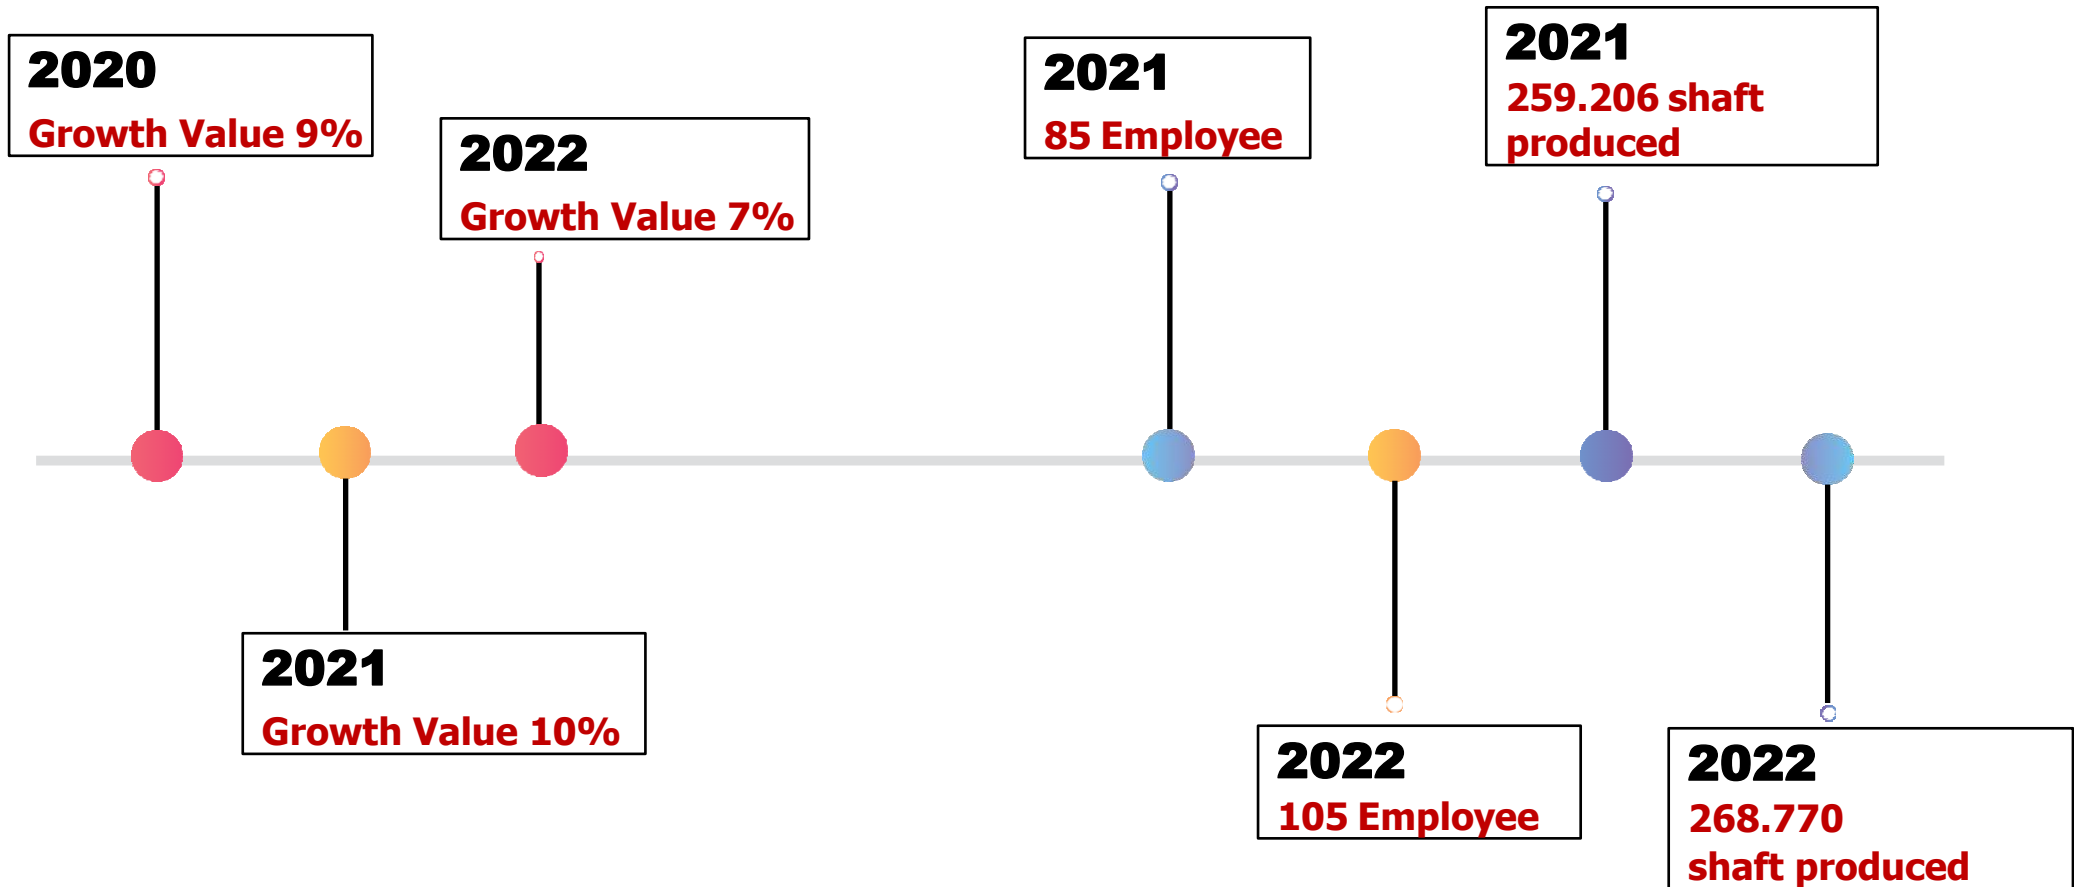 2020
Growth Value 9%
2022
Growth Value 7%
2021
Growth Value 10%
2021
85 Employee
2021
259.206 shaft
produced
2022
105 Employee
2022
268.770
shaft produced